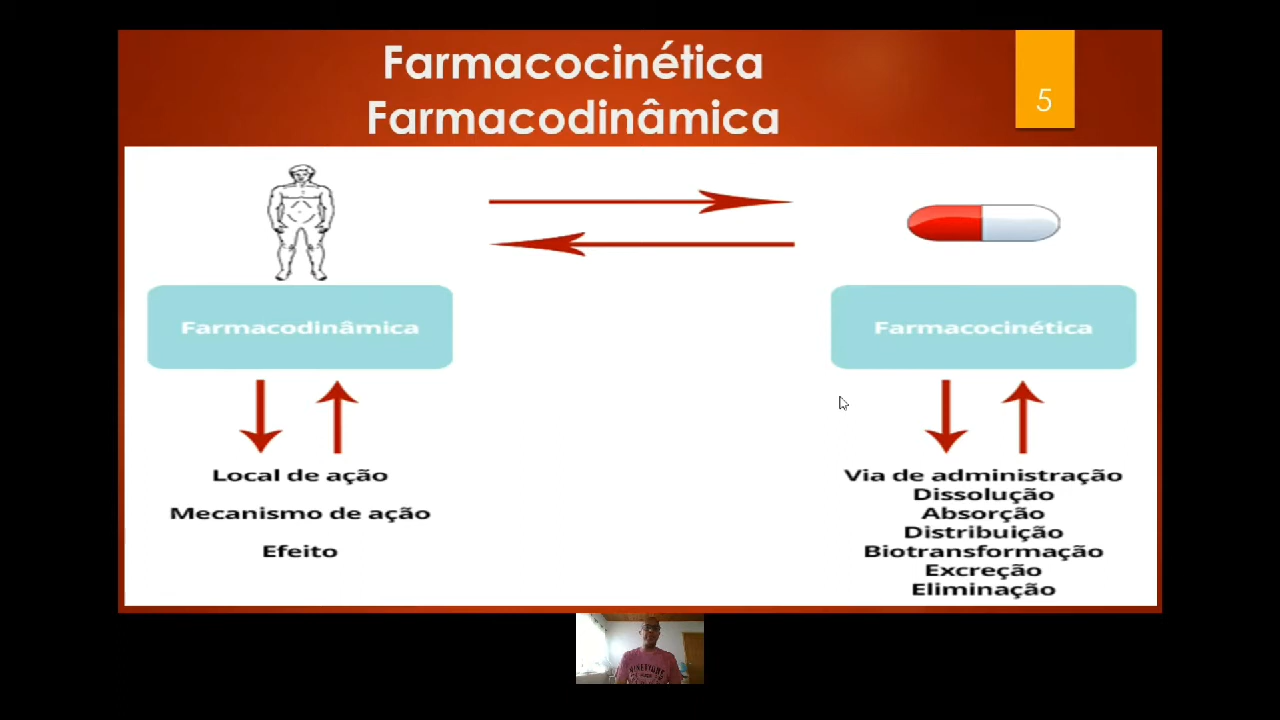 Farmacocinética
Farmacodinâmica
5
Farmacodinâmica
Local de ação
Mecanismo de ação
Efeito
Farmacocinética
Via de administração
Dissolução
Absorção
Distribuição
Biotransformação
Excreção
Eliminação